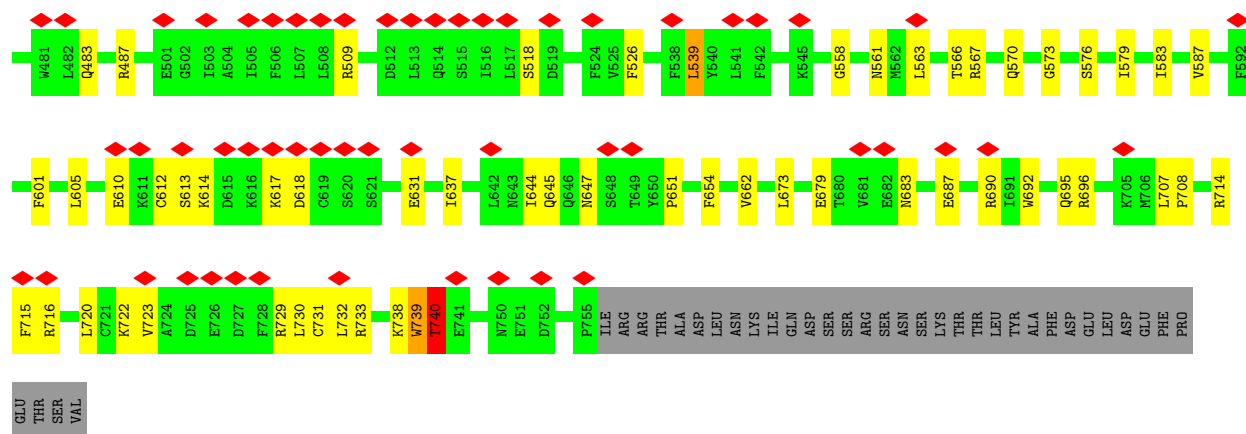 W481 L482 Q483 R487 E501 G502 I503 A504 I505 F506 L507 L508 R509 D512 L513 Q514 S515 I516 L517 S518 D519 F524 V525 F526 F538 L539 Y540 L541 F542 K545 G558 N561 M562 L563 T566 R567 Q570 G573 S576 I579 I583 V587 F592
F601 L605 E610 K611 C612 S613 K614 D615 K616 K617 D618 C619 S620 S621 E631 I637 L642 N643 I644 Q645 Q646 N647 S648 T649 Y650 P651 F654 V662 L673 E679 T680 V681 E682 N683 E687 R690 I691 W692 Q695 R696 K705 M706 L707 P708 R714
F715 R716 L720 C721 K722 V723 A724 D725 E726 D727 F728 R729 L730 C731 L732 R733 K738 W739 I740 E741 N750 E751 D752 P755 ILE ARG ARG THR ALA ASP LEU ASN LYS ILE GLN ASP SER SER ARG SER ASN SER LYS THR THR LEU TYR ALA PHE ASP GLU LEU ASP GLU PHE PRO
GLU THR SER VAL